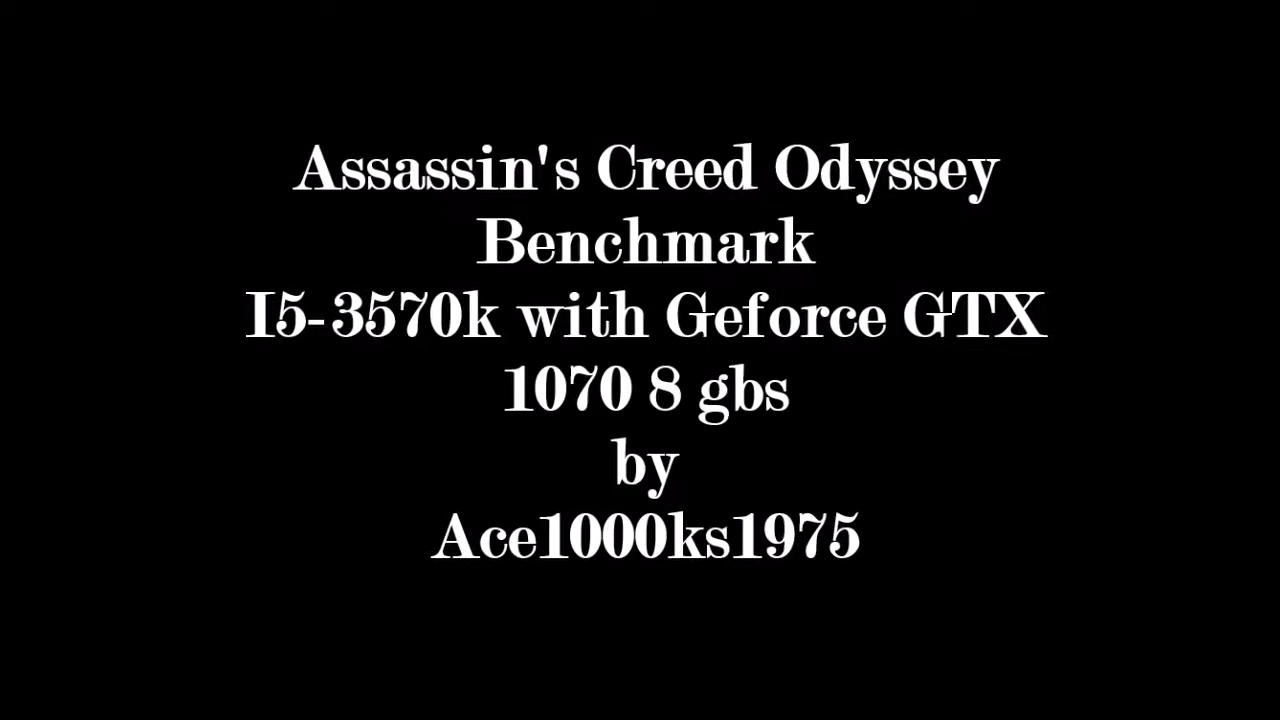 Assassin's Creed Odyssey
Benchmark
I5-3570k with Geforce GTX
1070 8 gbs
by
Ace1000ks1975